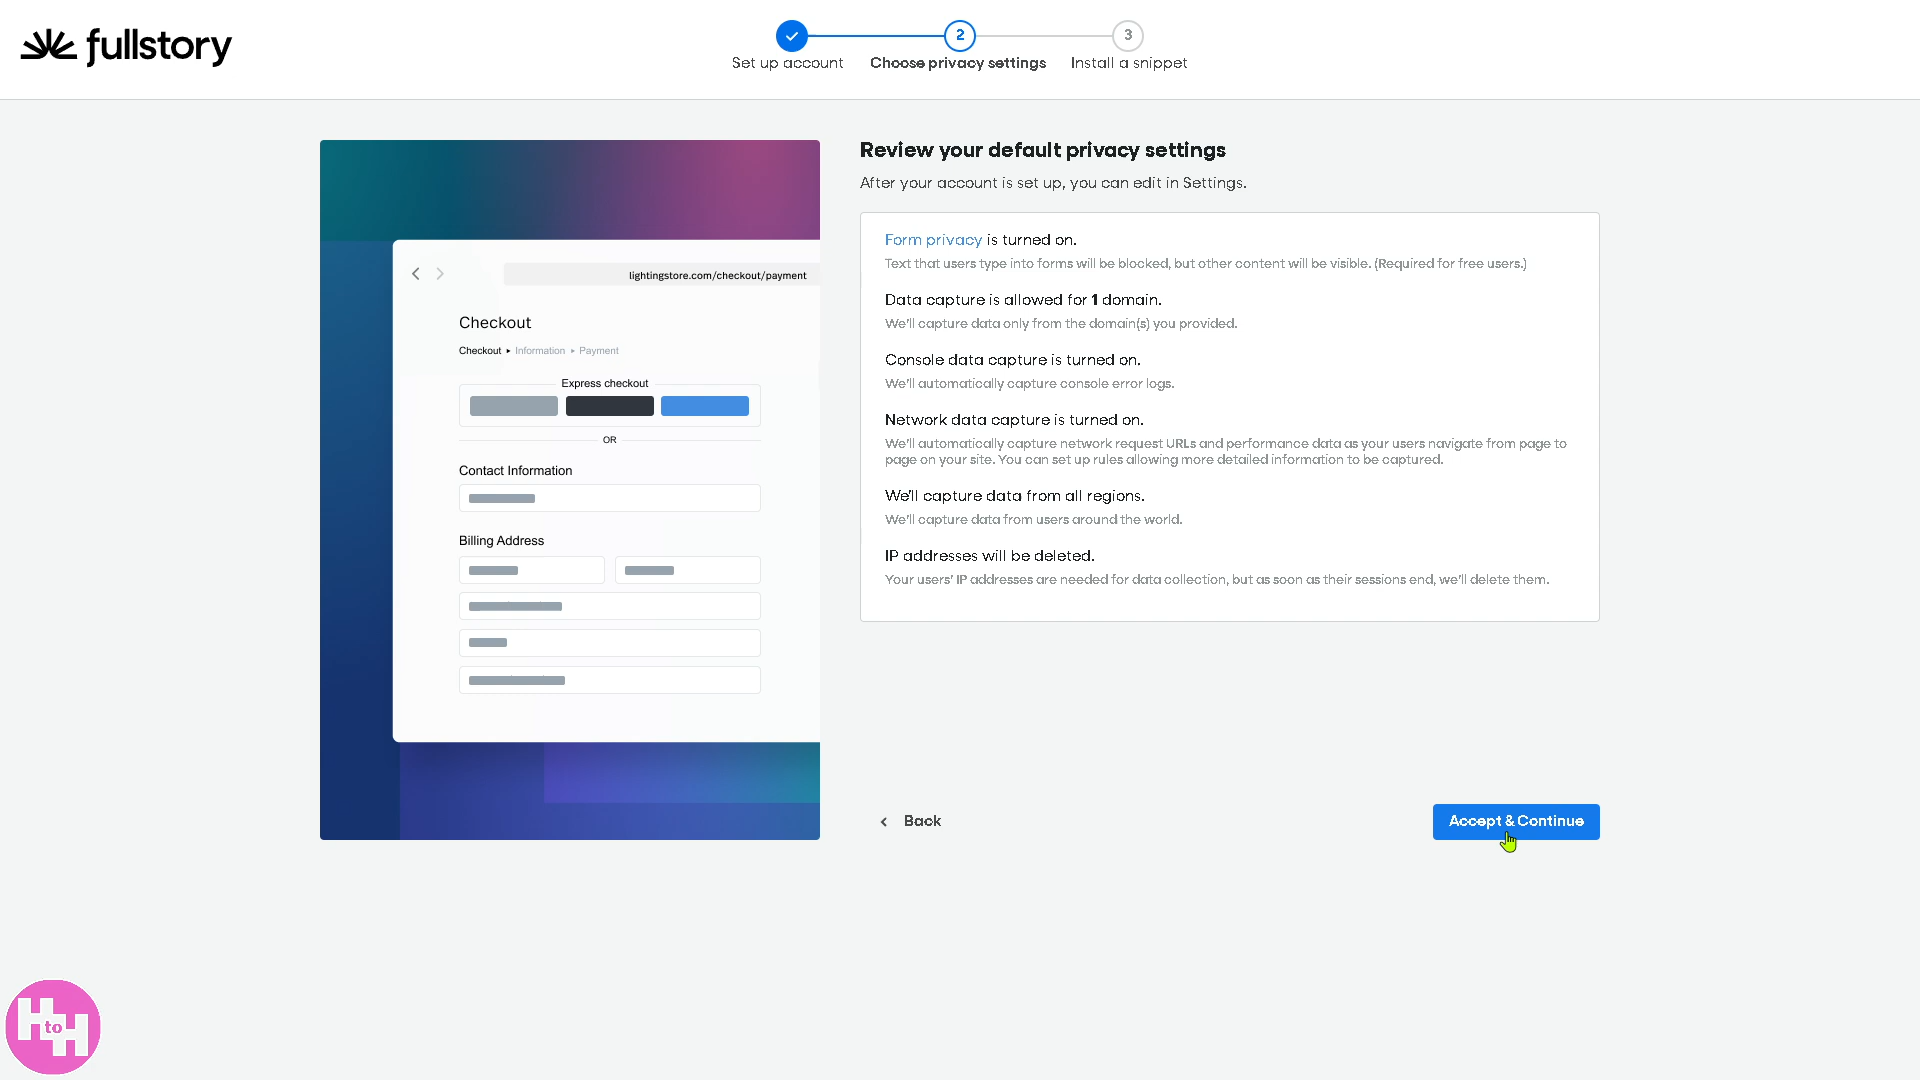 fullstory
2
3
Set up account
Choose privacy settings
Install a snippet
lightingstore.com/checkout/payment
Checkout
Checkout ▸ Information ▸ Payment
Express checkout
OR
Contact Information
Billing Address
Review your default privacy settings
After your account is set up, you can edit in Settings.
Form privacy is turned on.
Text that users type into forms will be blocked, but other content will be visible. (Required for free users.)
Data capture is allowed for 1 domain.
We'll capture data only from the domain(s) you provided.
Console data capture is turned on.
We'll automatically capture console error logs.
Network data capture is turned on.
We'll automatically capture network request URLs and performance data as your users navigate from page to
page on your site. You can set up rules allowing more detailed information to be captured.
We'll capture data from all regions.
We'll capture data from users around the world.
IP addresses will be deleted.
Your users' IP addresses are needed for data collection, but as soon as their sessions end, we'll delete them.
Back
Accept & Continue
H to H